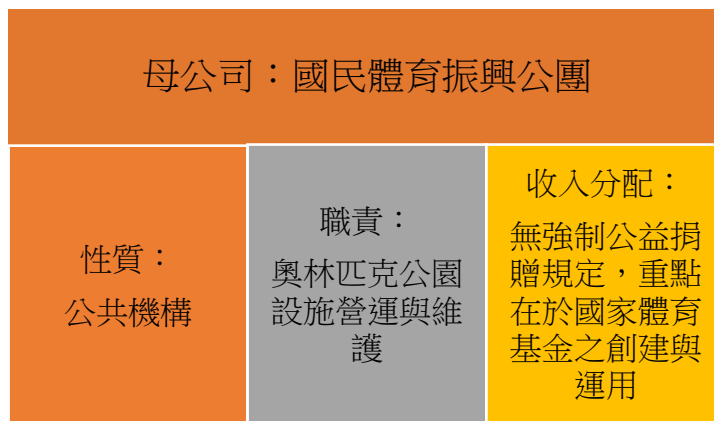 母公司：國民體育振興公團
性質：
公共機構
職責：
奧林匹克公園
設施營運與維
護
收入分配：
無強制公益捐
贈規定，重點
在於國家體育
基金之創建與
運用